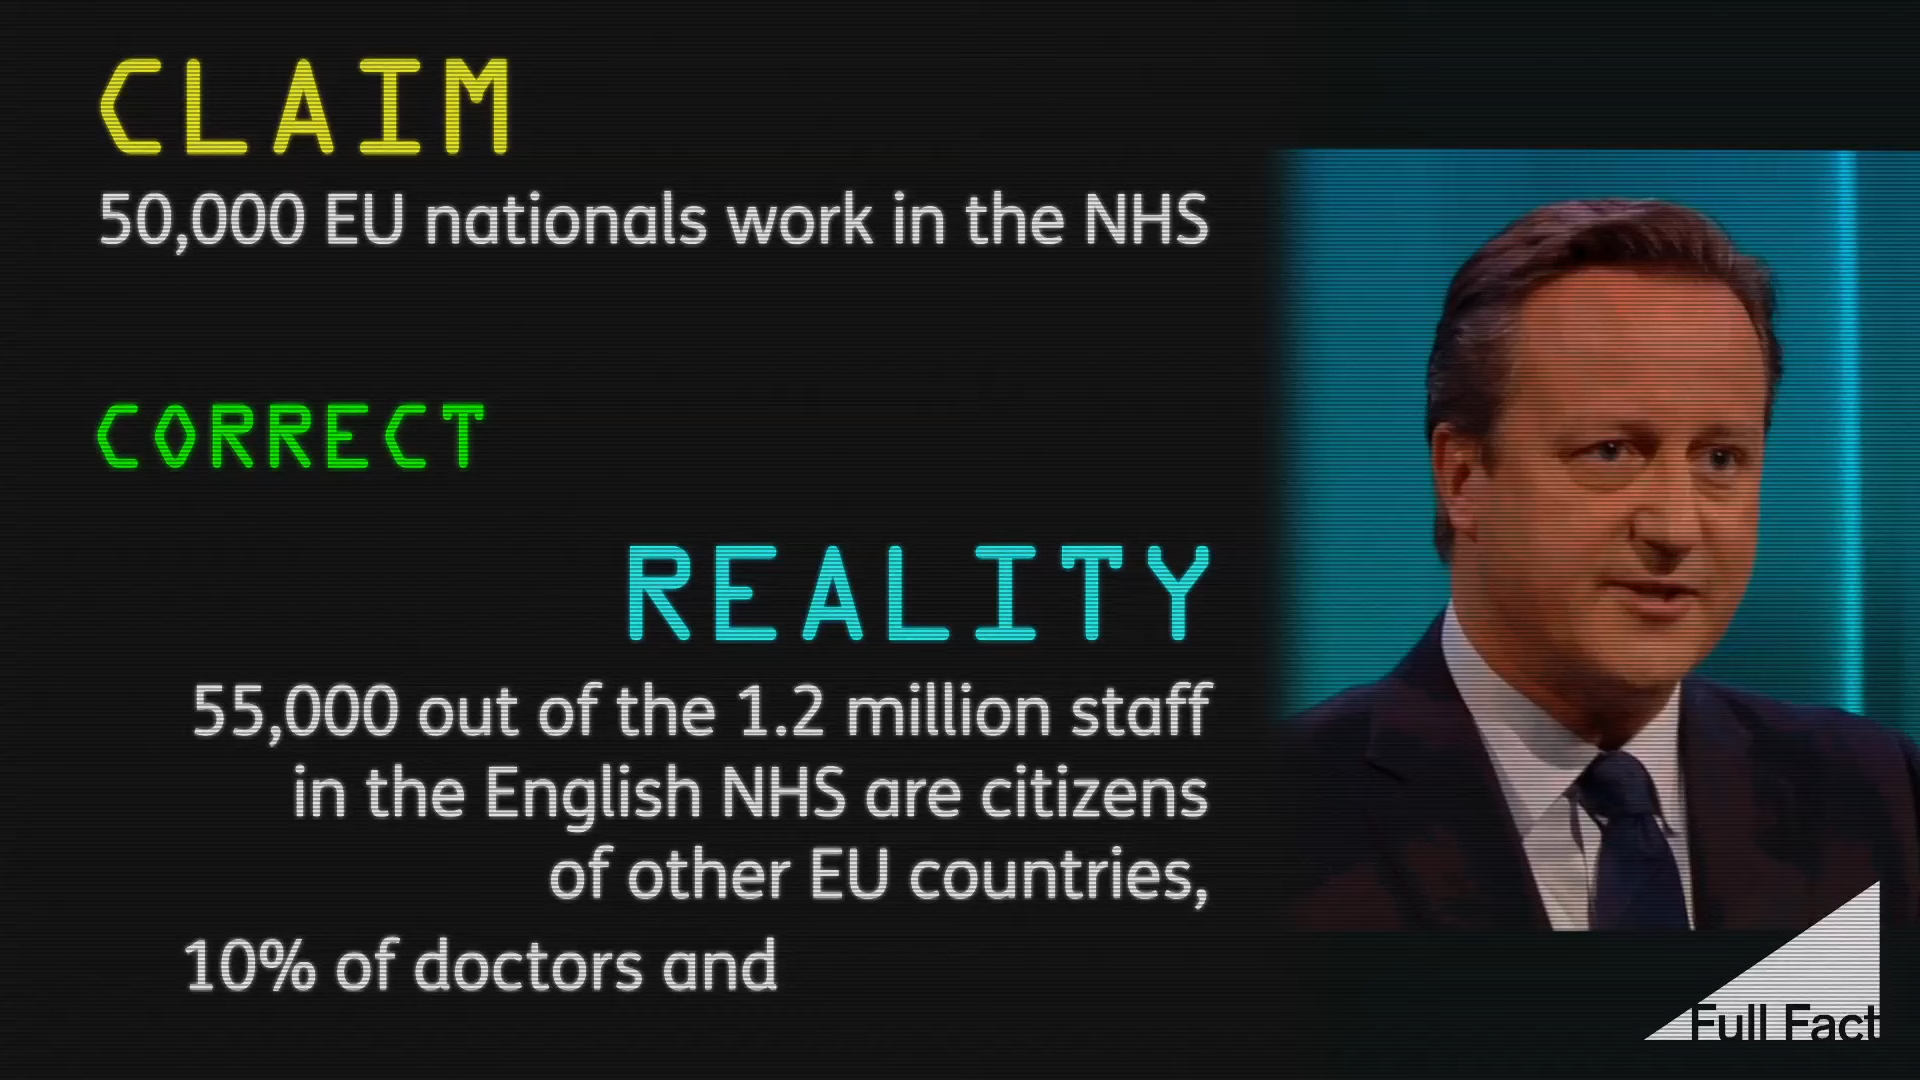 CLAIM
50,000 EU nationals work in the NHS
CORRECT
REALITY
55,000 out of the 1.2 million staff
in the English NHS are citizens
of other EU countries,
10% of doctors and
Full Fact